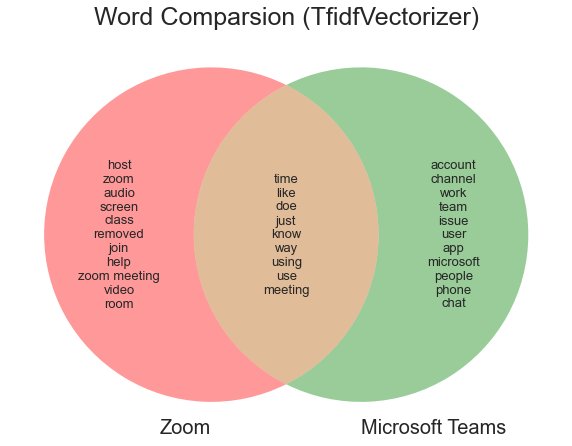 Word Comparsion (TfidfVectorizer)
host
zoom
audio
screen
class
removed
join
help
zoom meeting
video
room
time
like
doe
just
know
way
using
use
meeting
account
channel
work
team
issue
user
app
microsoft
people
phone
chat
Zoom
Microsoft Teams